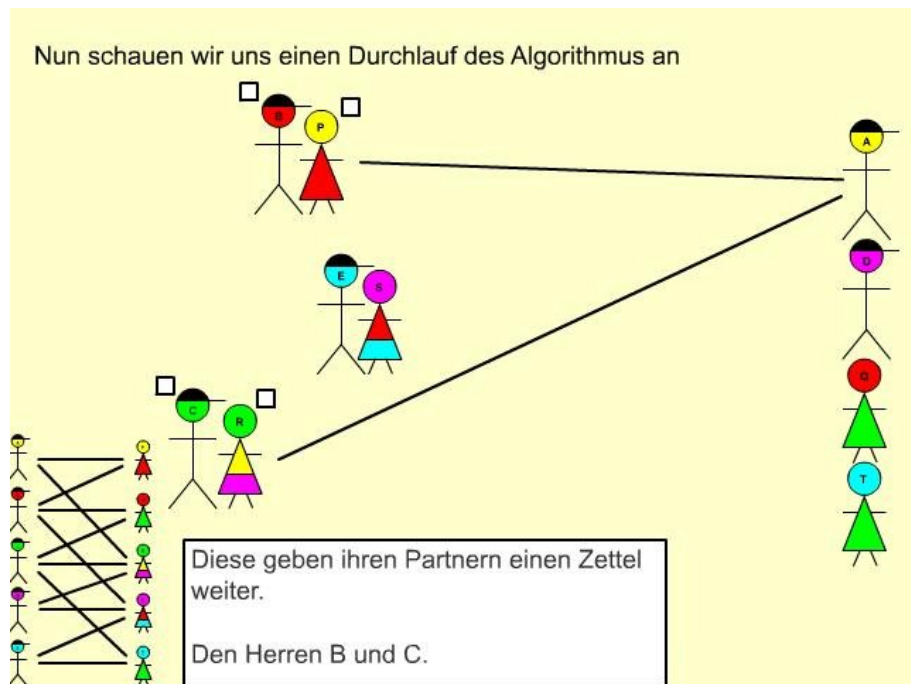 Nun schauen wir uns einen Durchlauf des Algorithmus an
B
P
A
E
S
D
C
R
Q
T
Diese geben ihren Partnern einen Zettel
weiter.
Den Herren B und C.